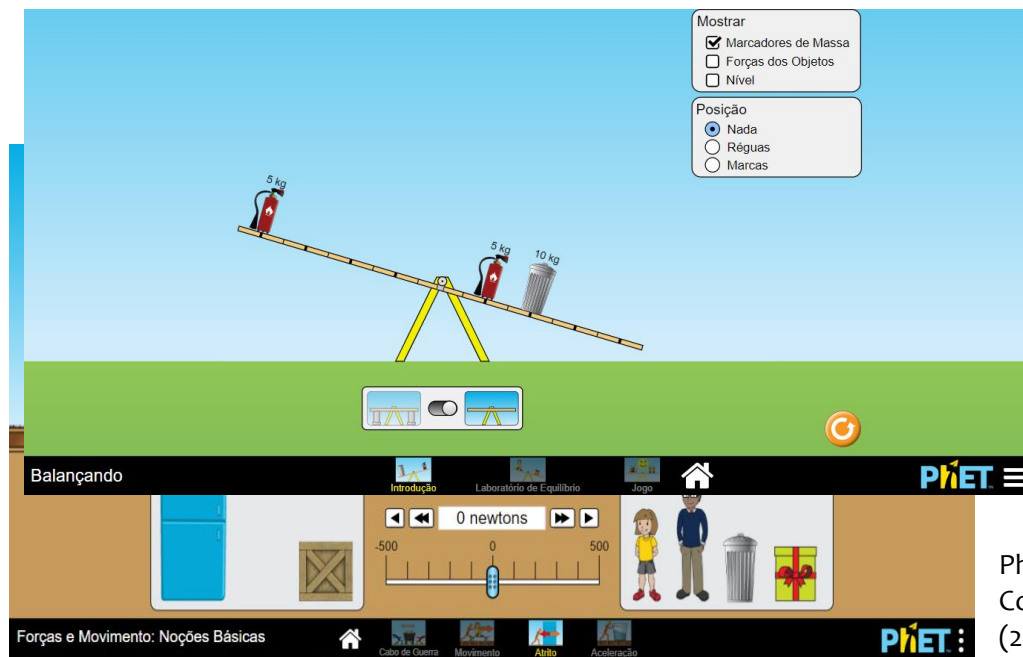 Mostrar
Marcadores de Massa
Forças dos Objetos
Nível
Posição
Nada
Réguas
Marcas
5 kg
5 kg
10 kg
Balançando
Introdução
Laboratório de Equilíbrio
Jogo
PhET
0 newtons
-500
0
500
Ph
Co
(2
Forças e Movimento: Noções Básicas
Cabo de Guerra
Movimento
Atrito
Aceleração
PhET